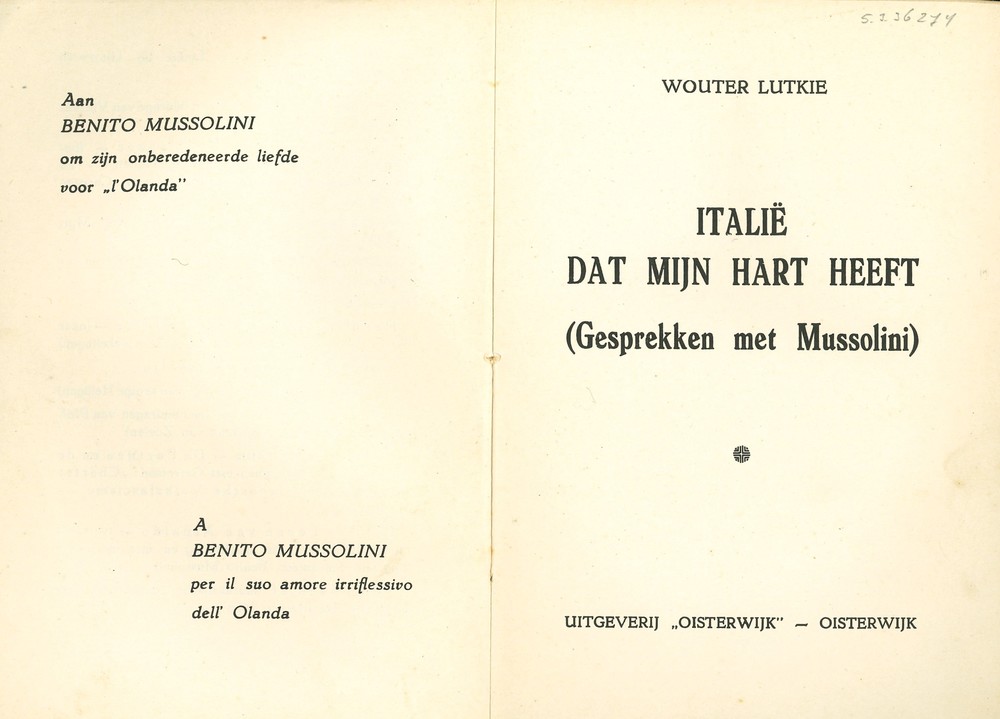 Aan
BENITO MUSSOLINI
om zijn onberedeneerde liefde
voor „l'Olanda"
A
BENITO MUSSOLINI
per il suo amore irriflessivo
dell' Olanda
5.2.36274
WOUTER LUTKIE
ITALIË
DAT MIJN HART HEEFT
(Gesprekken met Mussolini)
UITGEVERIJ „OISTERWIJK" — OISTERWIJK